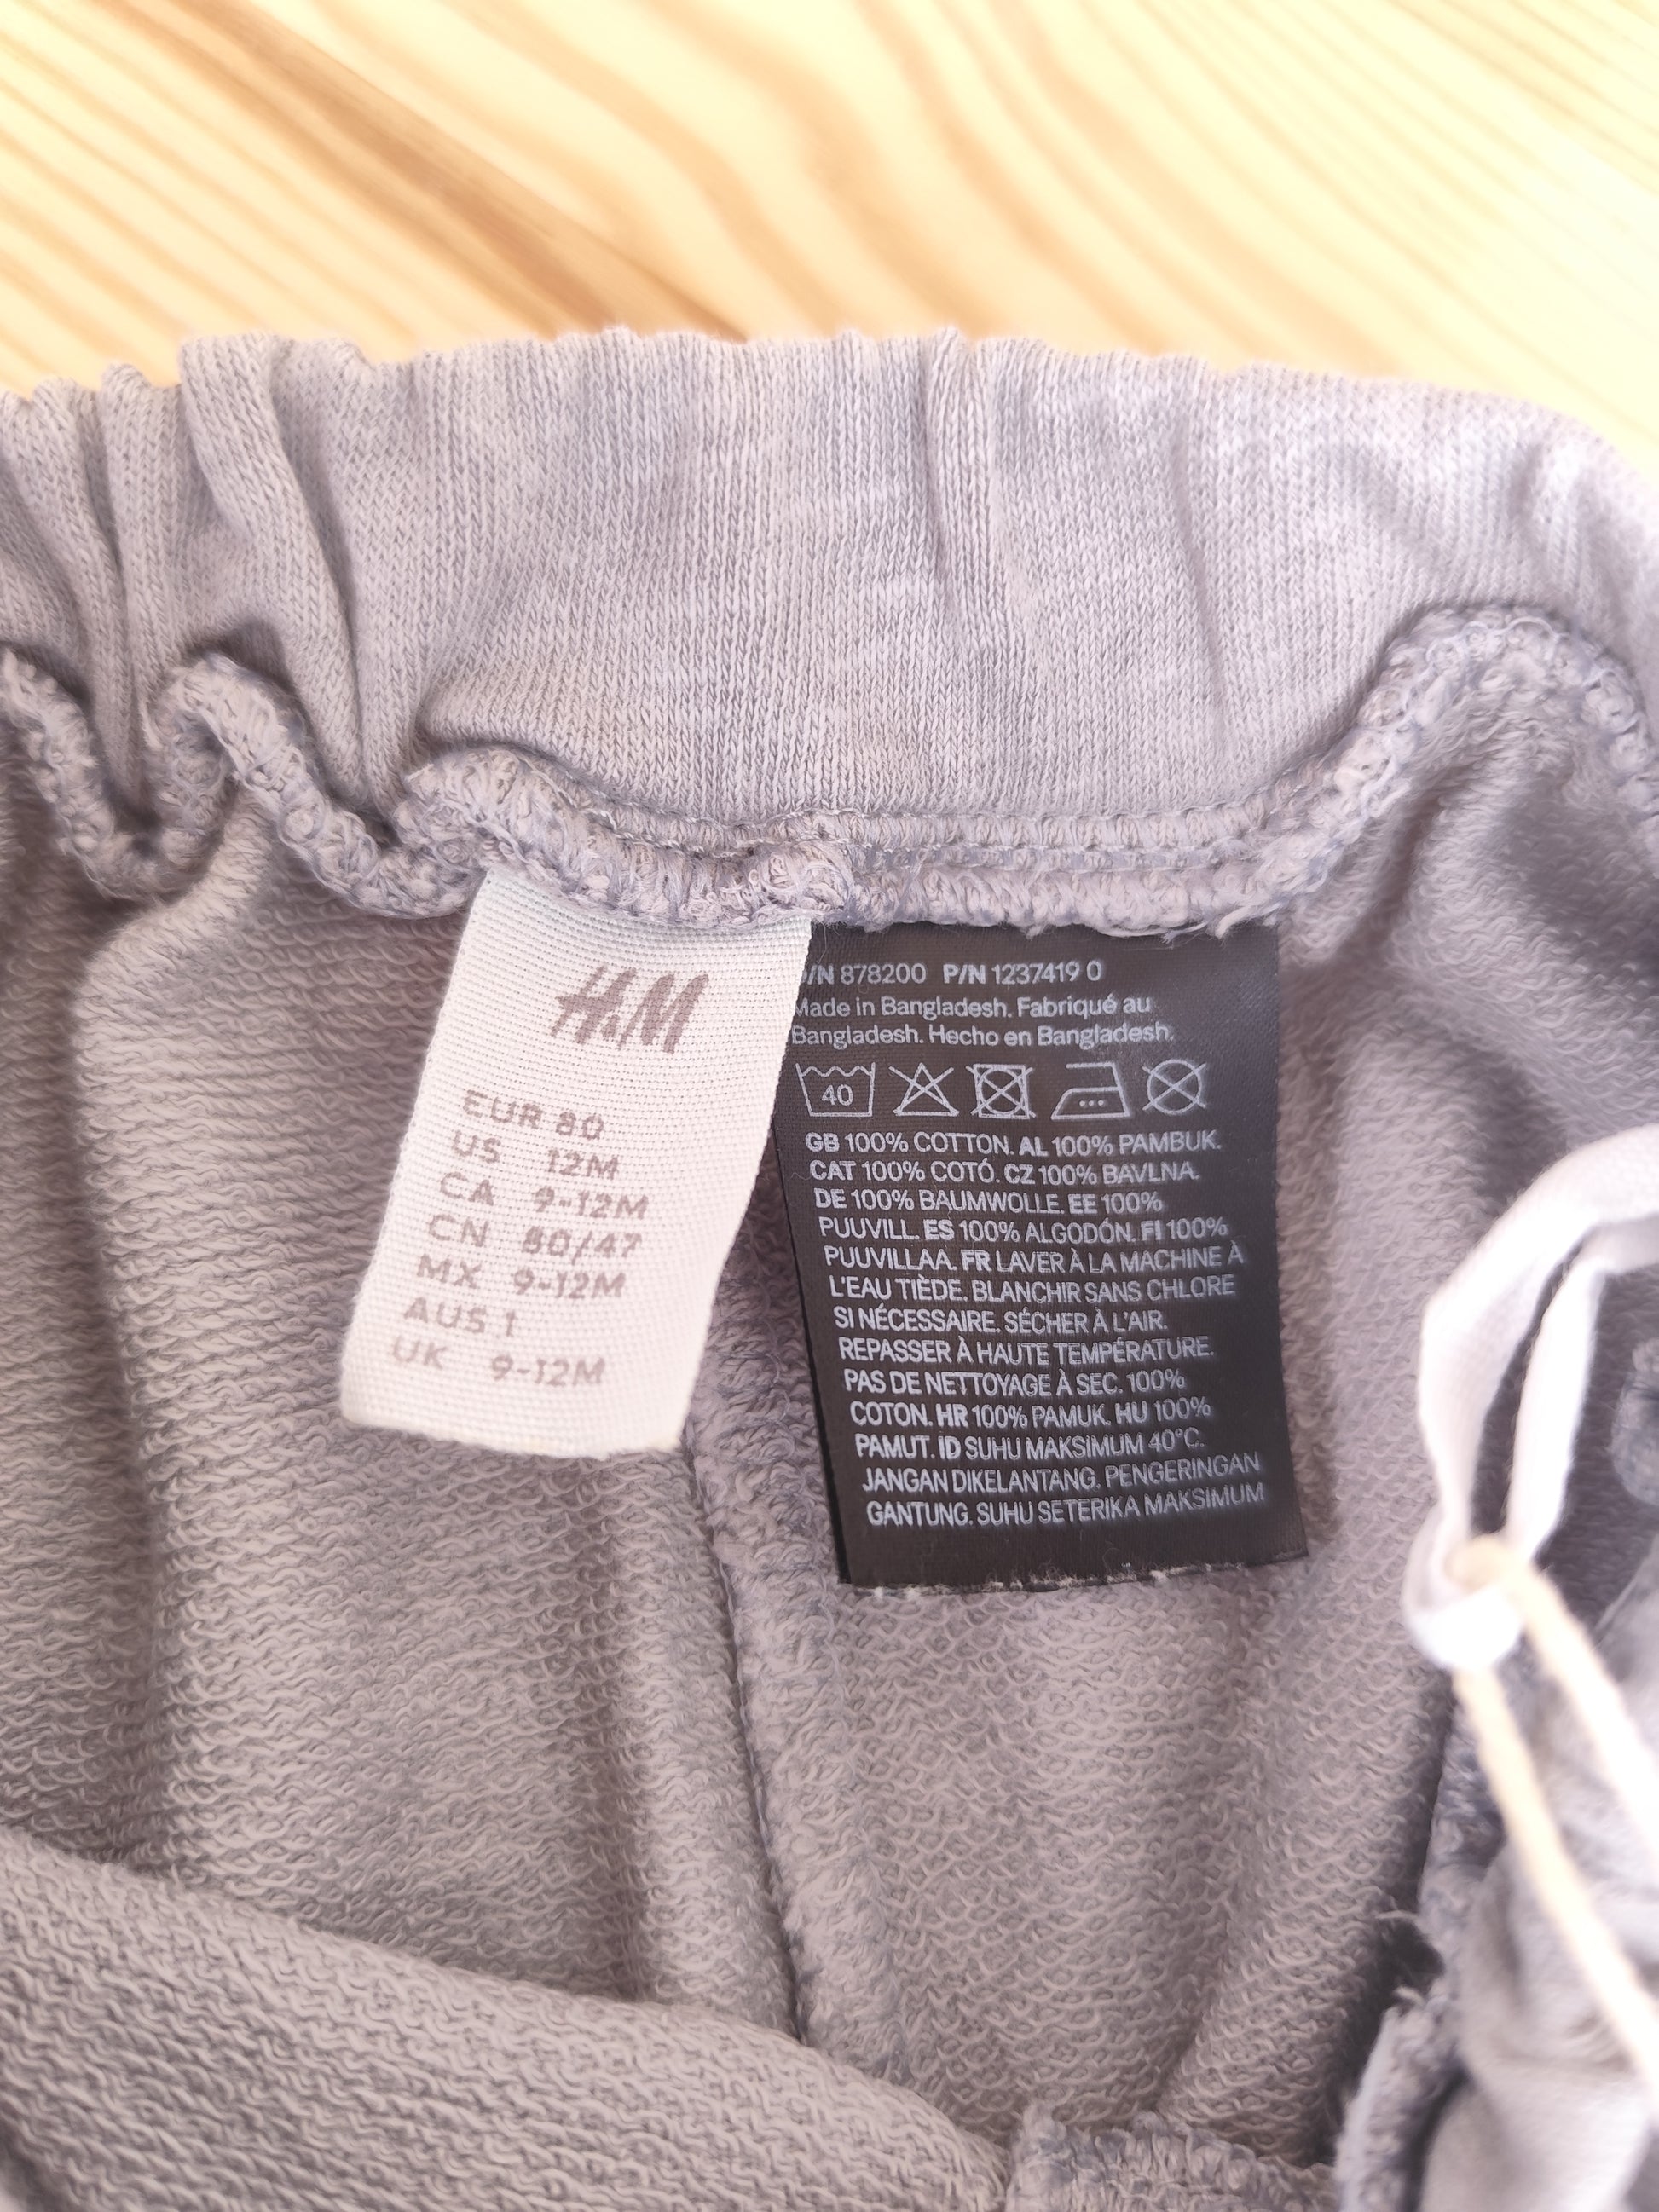 H&M
EUR 80
US 12M
CA 9-12M
CN 80/47
MX 9-12M
AUS 1
UK 9-12M
/N 878200 P/N 1237419 0
Made in Bangladesh. Fabriqué au
Bangladesh. Hecho en Bangladesh.
40
GB 100% COTTON. AL 100% PAMBUK.
CAT 100% COTÓ. CZ 100% BAVLNA.
DE 100% BAUMWOLLE. EE 100%
PUUVILL. ES 100% ALGODÓN. FI 100%
PUUVILLAA. FR LAVER À LA MACHINE À
L'EAU TIÈDE. BLANCHIR SANS CHLORE
SI NÉCESSAIRE. SÉCHER À L'AIR.
REPASSER À HAUTE TEMPÉRATURE.
PAS DE NETTOYAGE À SEC. 100%
COTON. HR 100% PAMUK. HU 100%
PAMUT. ID SUHU MAKSIMUM 40°C.
JANGAN DIKELANTANG. PENGERINGAN
GANTUNG. SUHU SETERIKA MAKSIMUM